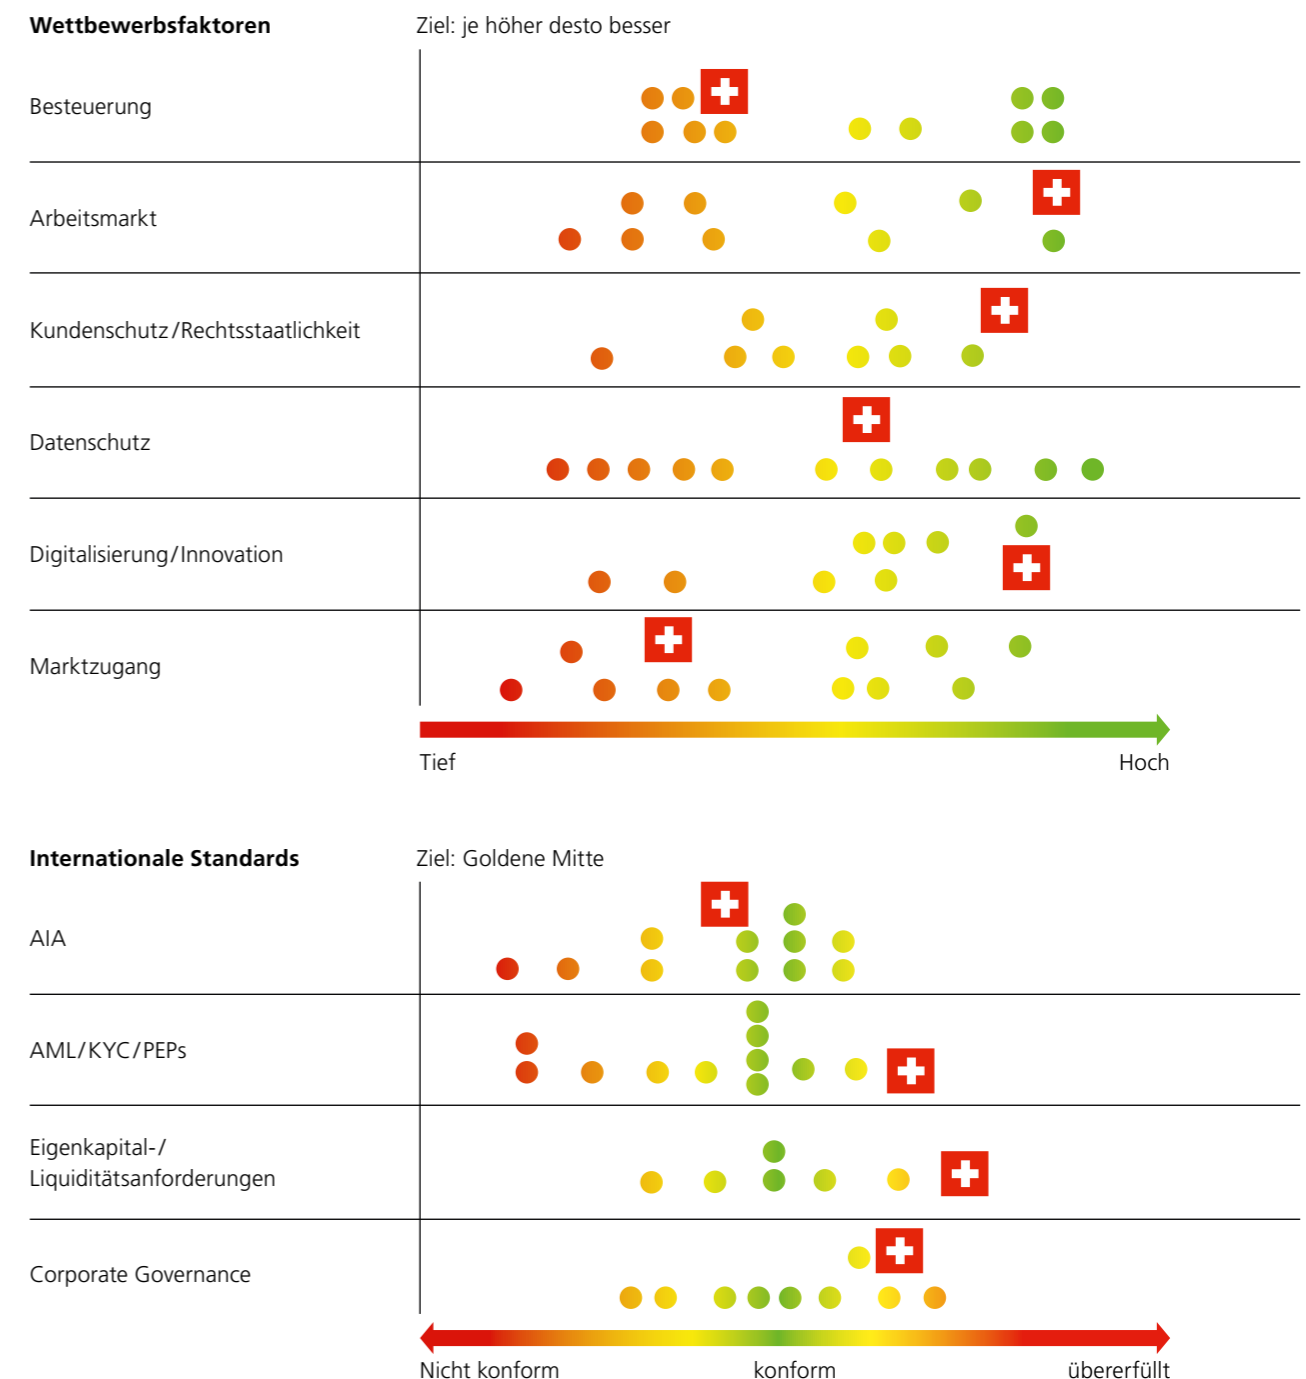 Wettbewerbsfaktoren
Ziel: je höher desto besser
Besteuerung
Arbeitsmarkt
Kundenschutz/Rechtsstaatlichkeit
Datenschutz
Digitalisierung/Innovation
Marktzugang
Tief
Hoch
Internationale Standards
Ziel: Goldene Mitte
AIA
AML/KYC/PEPs
Eigenkapital-/
Liquiditätsanforderungen
Corporate Governance
Nicht konform
konform
übererfüllt